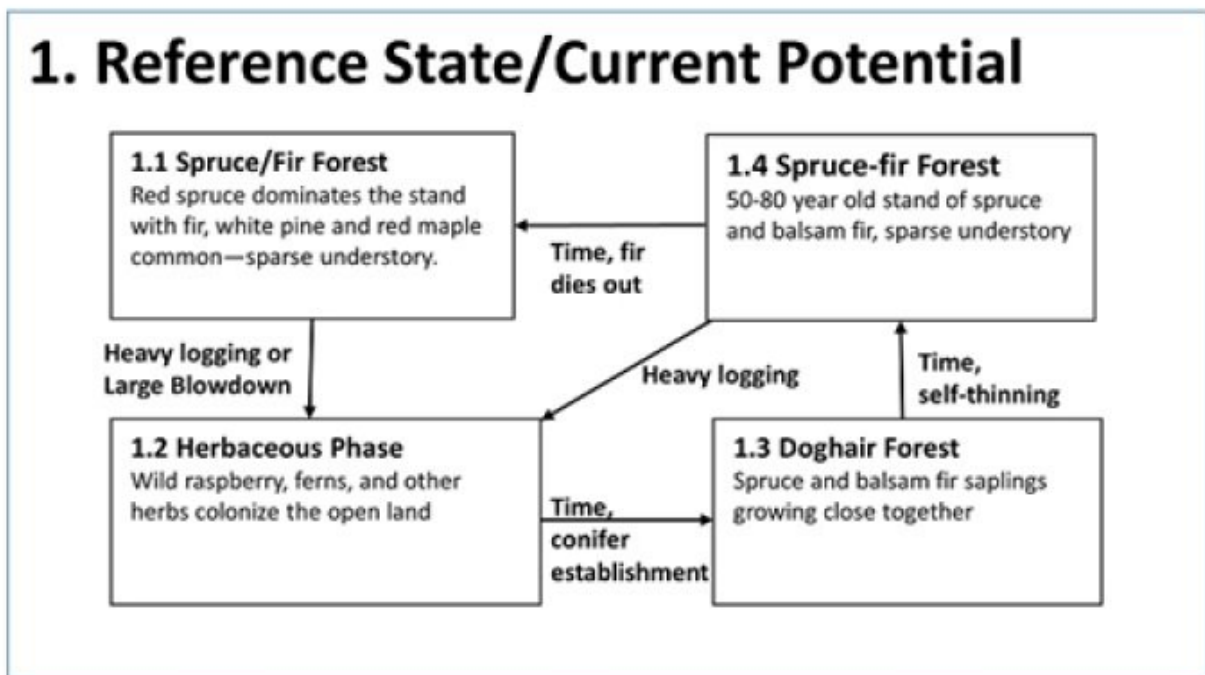 1. Reference State/Current Potential
1.1 Spruce/Fir Forest
Red spruce dominates the stand
with fir, white pine and red maple
common—sparse understory.
1.4 Spruce-fir Forest
50-80 year old stand of spruce
and balsam fir, sparse understory
Time, fir
dies out
Heavy logging or
Large Blowdown
Heavy logging
Time,
self-thinning
1.2 Herbaceous Phase
Wild raspberry, ferns, and other
herbs colonize the open land
Time,
conifer
establishment
1.3 Doghair Forest
Spruce and balsam fir saplings
growing close together